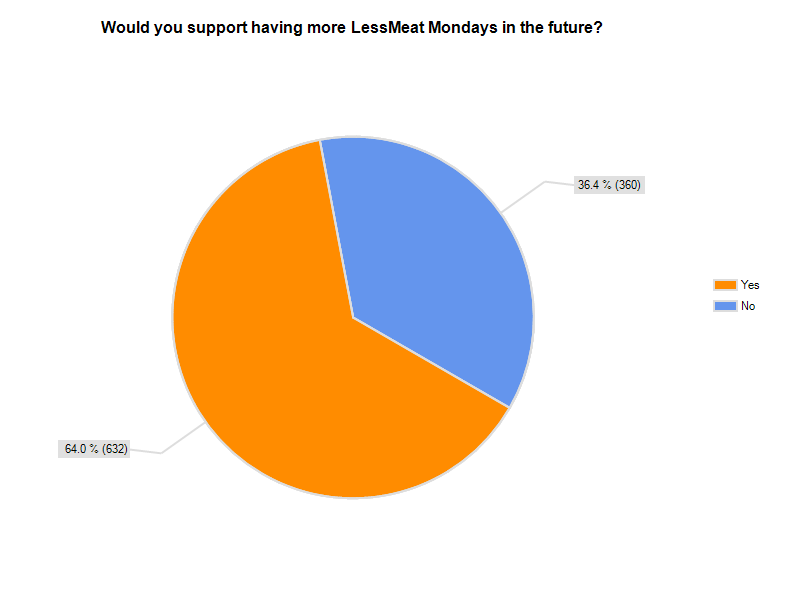 Would you support having more LessMeat Mondays in the future?
36.4 % (360)
Yes
No
64.0 % (632)